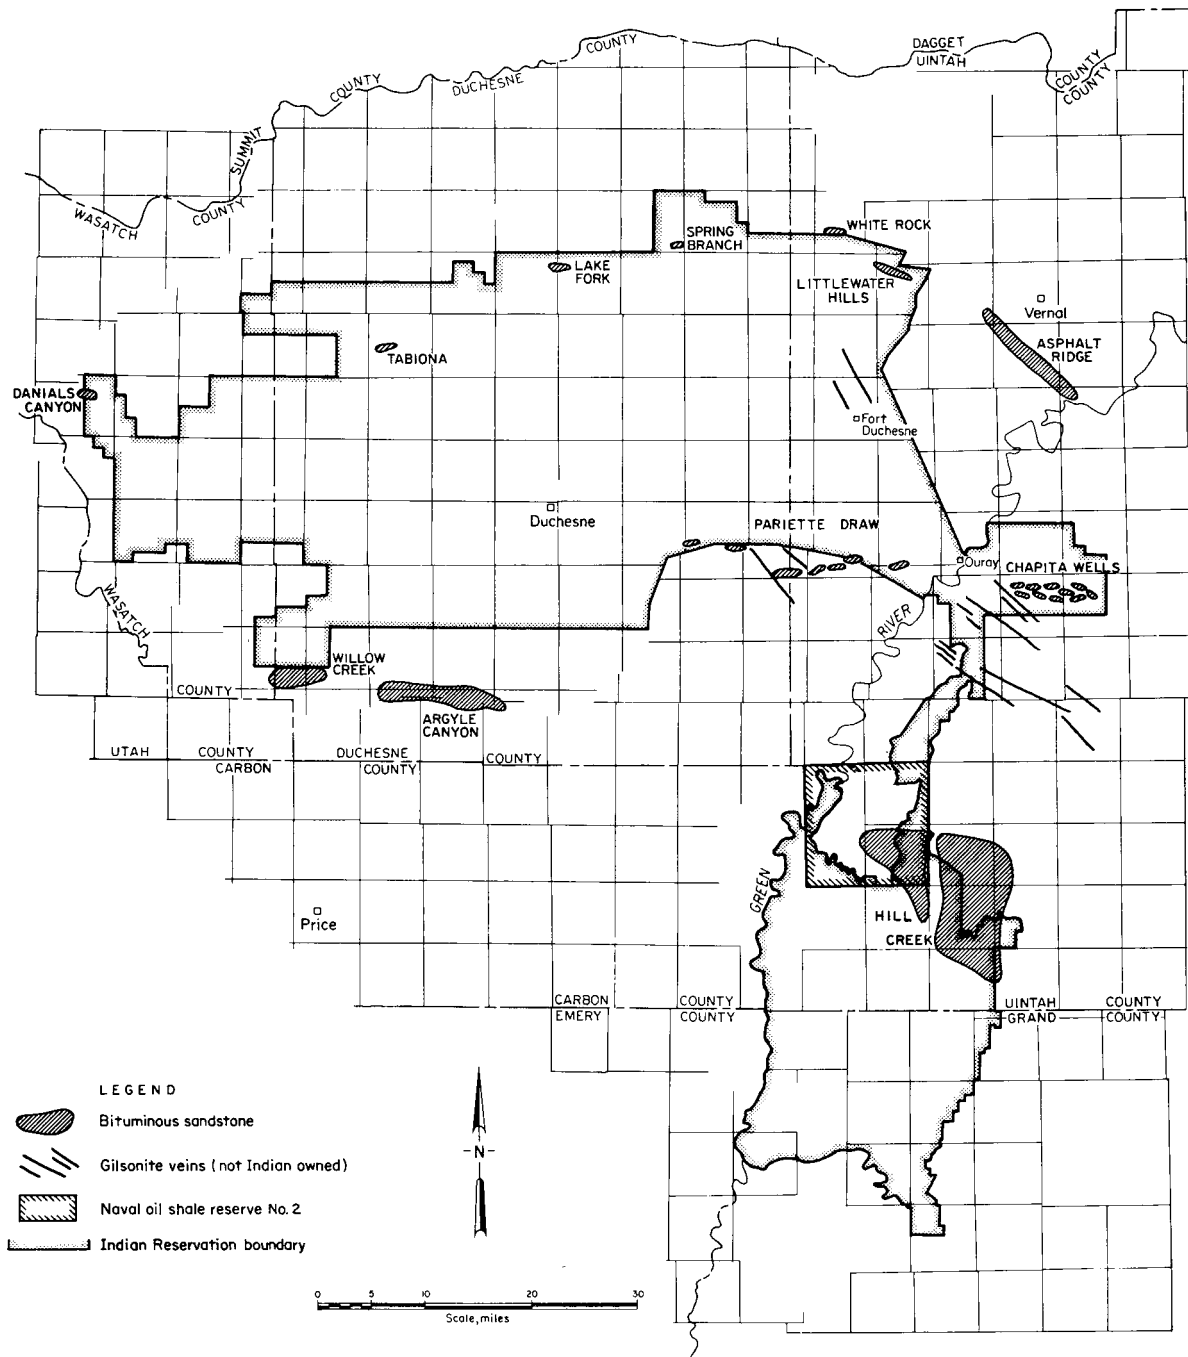 DAGGET
UINTAH
COUNTY
COUNTY
COUNTY
COUNTY
DUCHESNE
SUMMIT
COUNTY
WASATCH
SPRING
BRANCH
WHITE ROCK
LAKE
FORK
LITTLEWATER
HILLS
Vernal
ASPHALT
RIDGE
TABIONA
DANIALS
CANYON
Fort
Duchesne
Duchesne
PARIETTE DRAW
Ouray
CHAPITA WELLS
WASATCH
RIVER
WILLOW
CREEK
COUNTY
ARGYLE
CANYON
UTAH COUNTY DUCHESNE COUNTY
CARBON COUNTY
GREEN
Price
HILL
CREEK
CARBON COUNTY UINTAH COUNTY
EMERY COUNTY GRAND COUNTY
LEGEND
Bituminous sandstone
Gilsonite veins (not Indian owned)
Naval oil shale reserve No. 2
Indian Reservation boundary
-N-
0 5 10 20 30
Scale, miles